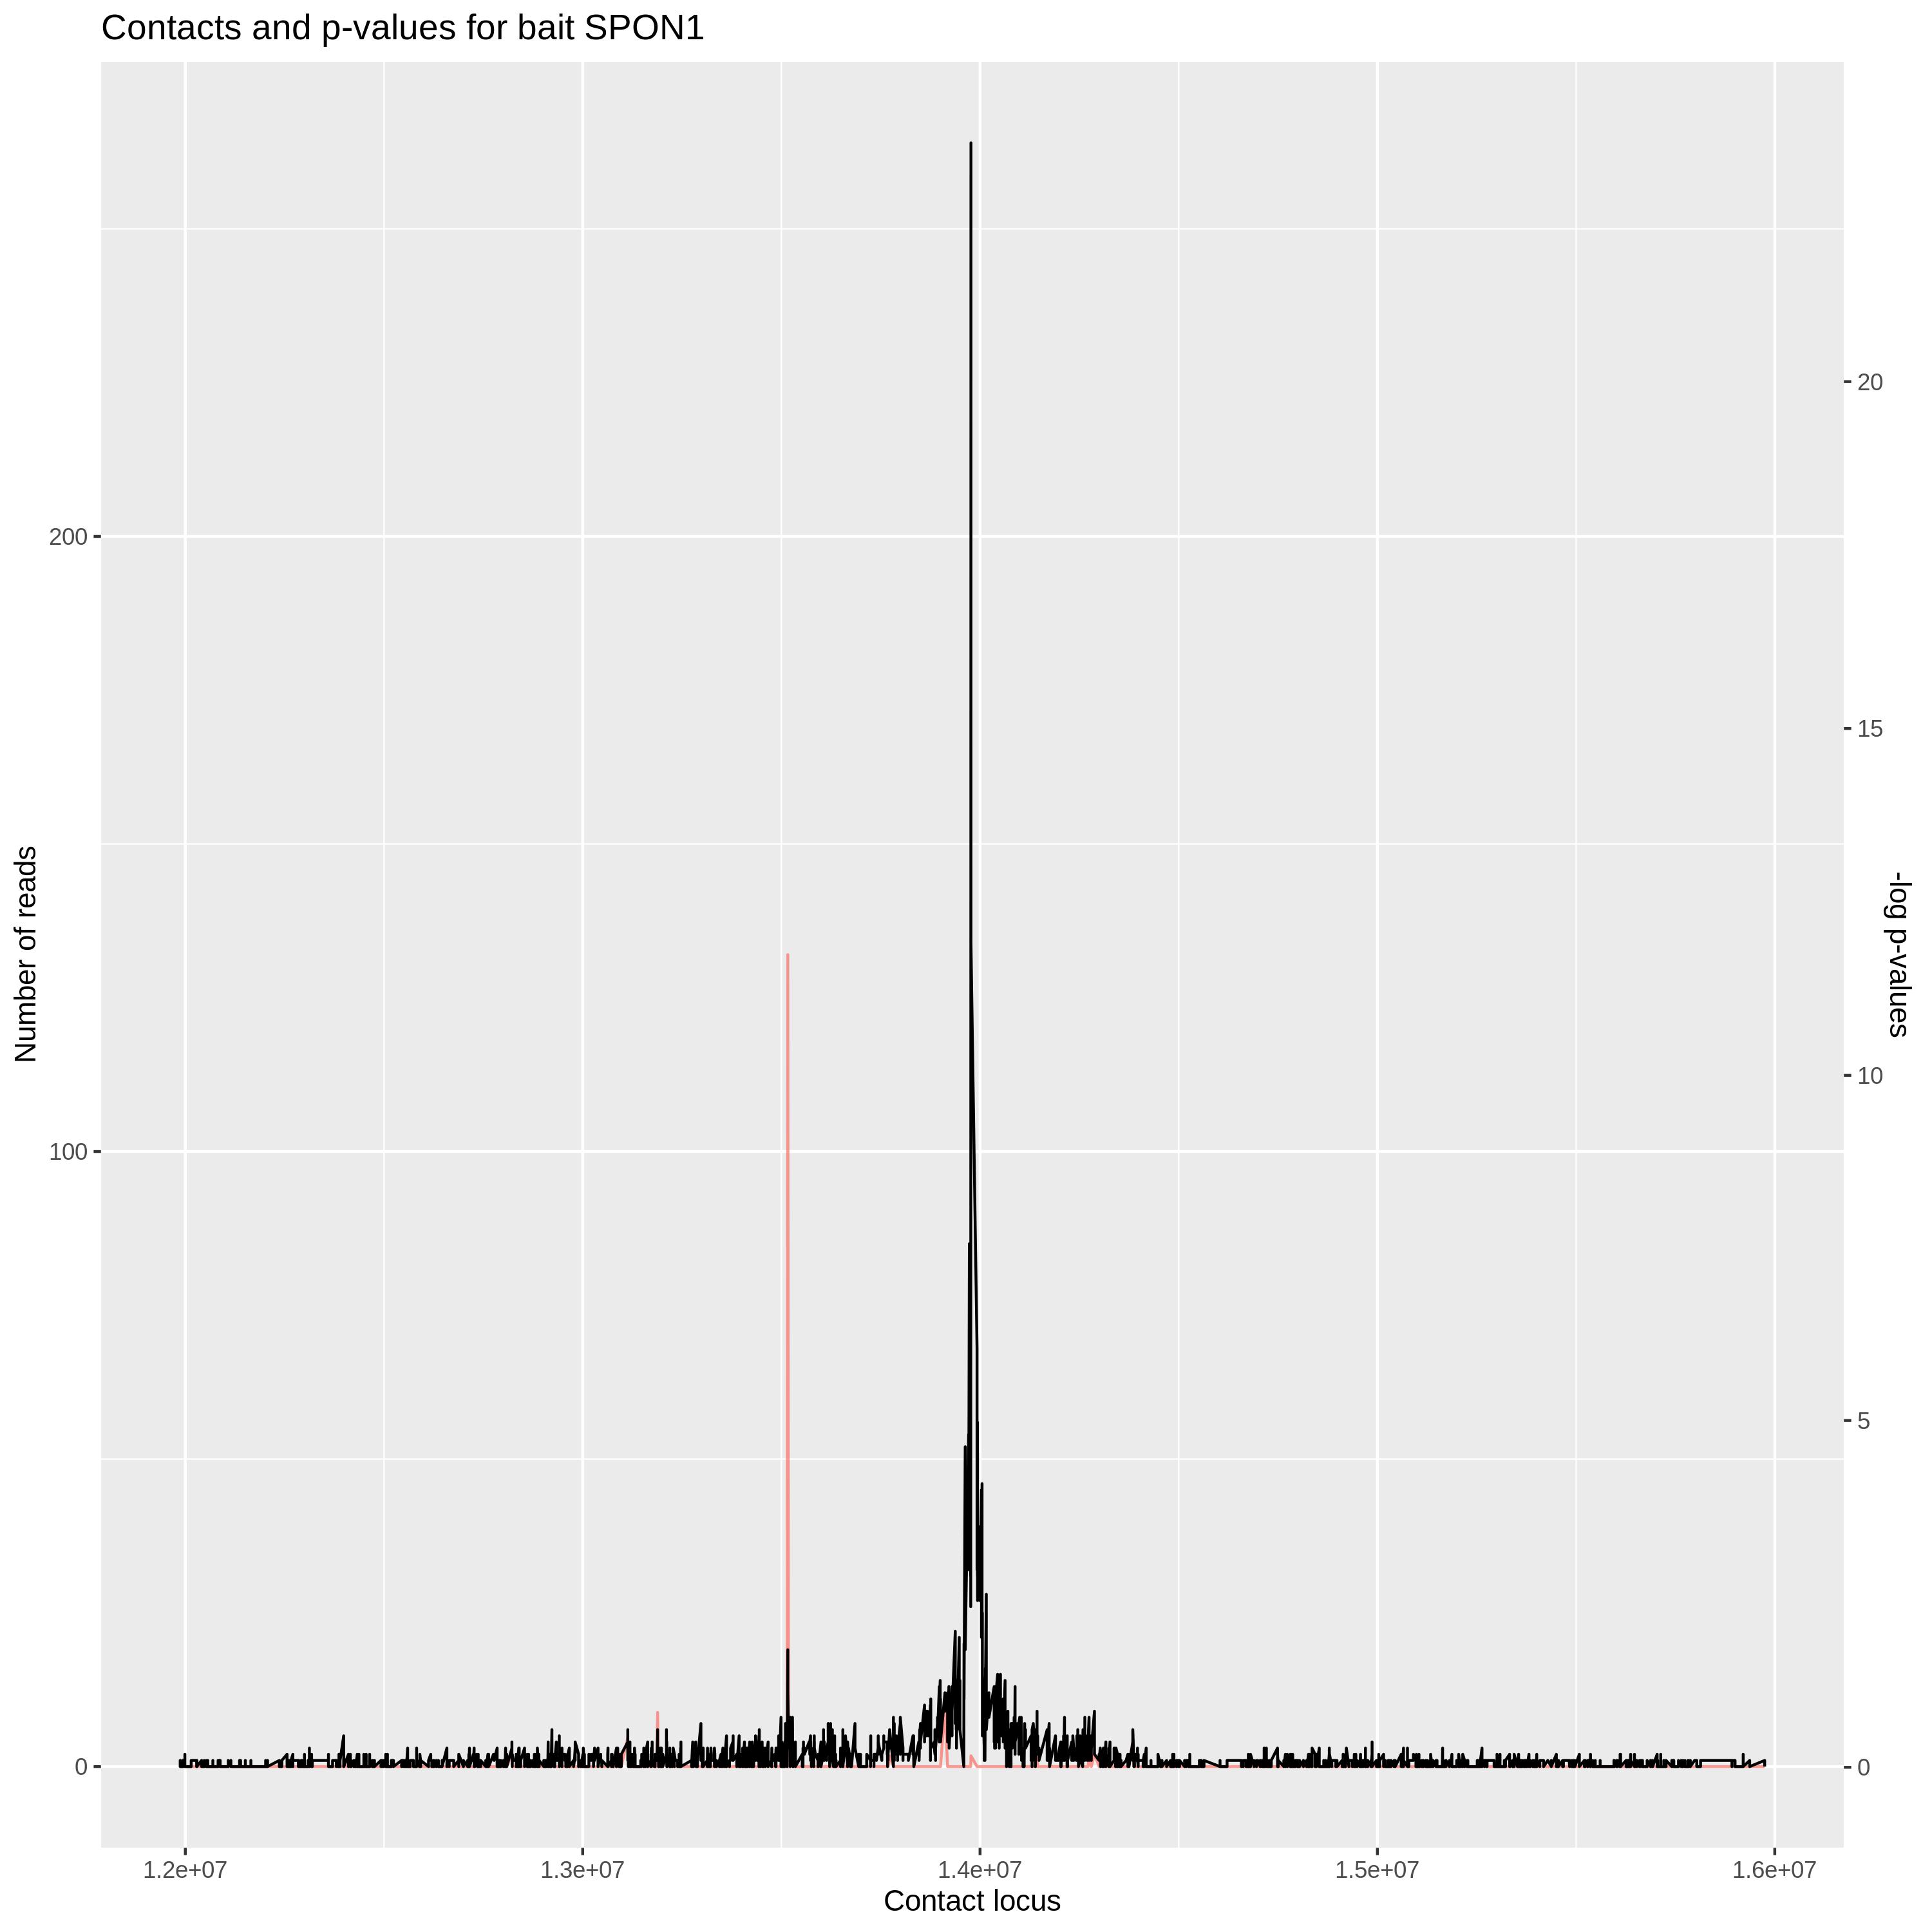 Contacts and p-values for bait SPON1
Number of reads
200
100
0
20
15
10
5
0
-log p-values
1.2e+07 1.3e+07 1.4e+07 1.5e+07 1.6e+07
Contact locus